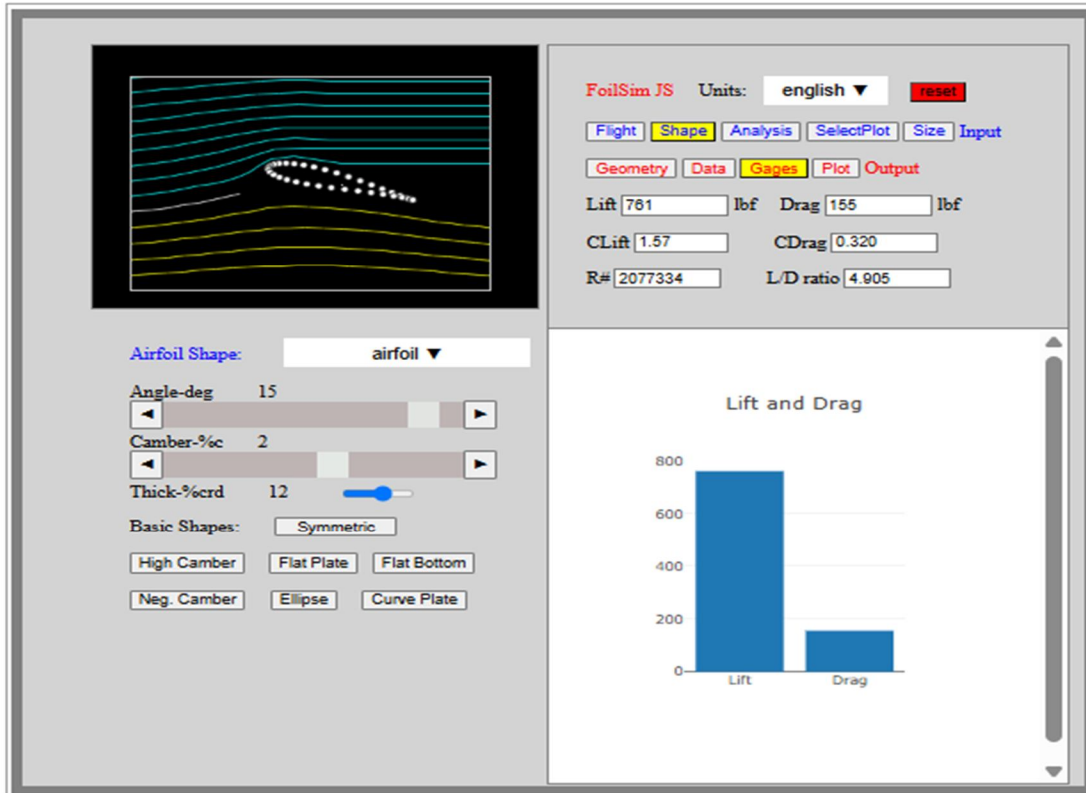 FoilSim JS Units: english ▼ reset
Flight Shape Analysis SelectPlot Size Input
Geometry Data Gages Plot Output
Lift 761 lbf Drag 155 lbf
CLift 1.57 CDrag 0.320
R# 2077334 L/D ratio 4.905
Airfoil Shape: airfoil ▼
Angle-deg 15
◄ ►
Camber-%c 2
◄ ►
Thick-%crd 12
Basic Shapes: Symmetric
High Camber Flat Plate Flat Bottom
Neg. Camber Ellipse Curve Plate
Lift and Drag
800
600
400
200
0
Lift Drag